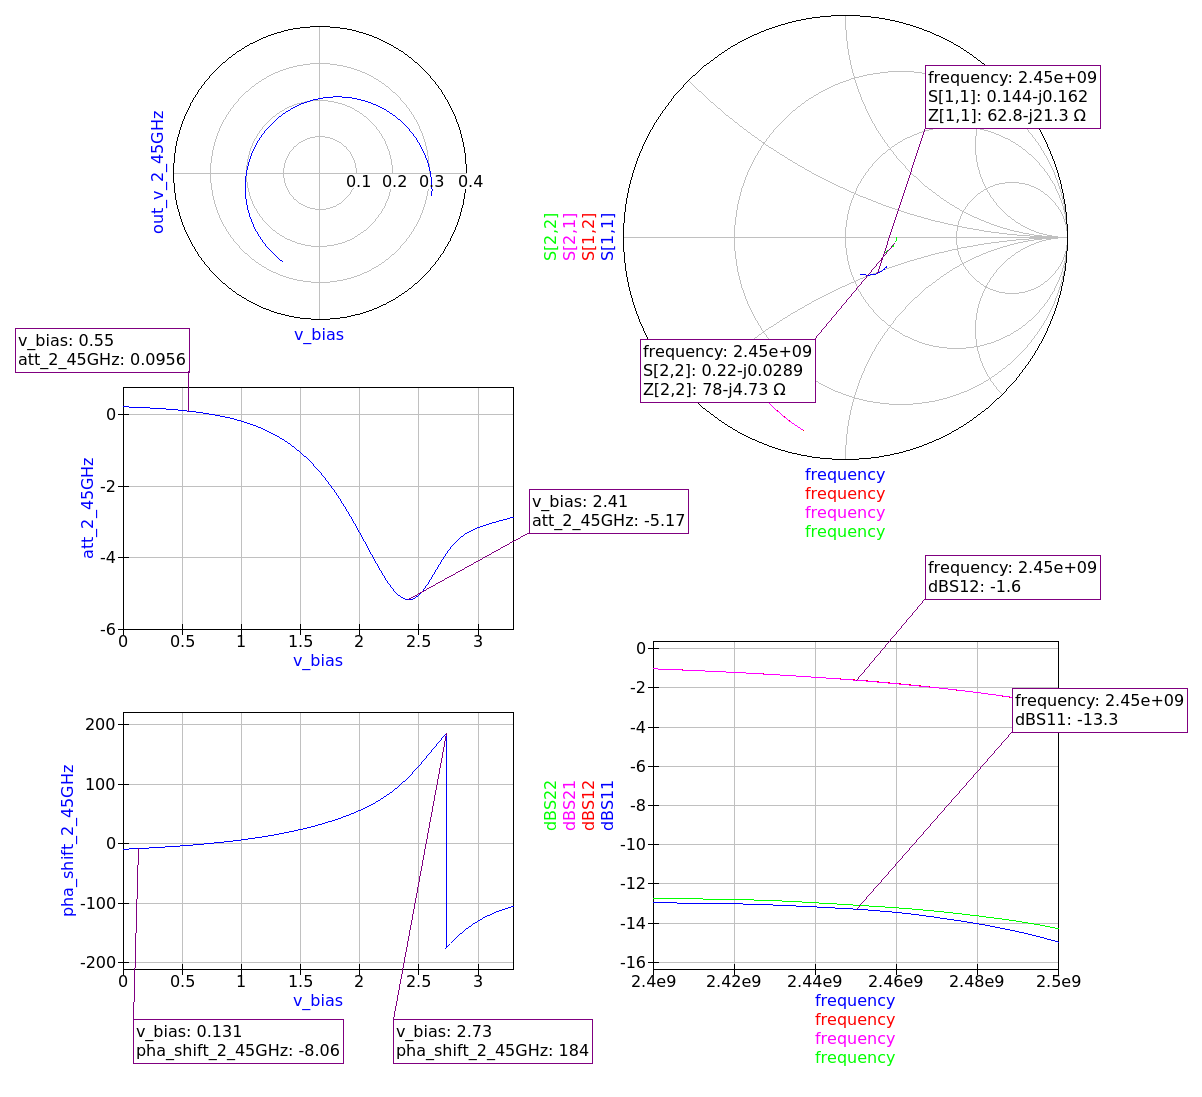 out_v_2_45GHz
0.1 0.2 0.3 0.4
v_bias
v_bias: 0.55
att_2_45GHz: 0.0956
att_2_45GHz
0
-2
-4
-6
0 0.5 1 1.5 2 2.5 3
v_bias
v_bias: 2.41
att_2_45GHz: -5.17
pha_shift_2_45GHz
200
100
0
-100
-200
0 0.5 1 1.5 2 2.5 3
v_bias
v_bias: 0.131
pha_shift_2_45GHz: -8.06
v_bias: 2.73
pha_shift_2_45GHz: 184
S[2,2]
S[2,1]
S[1,2]
S[1,1]
frequency: 2.45e+09
S[1,1]: 0.144-j0.162
Z[1,1]: 62.8-j21.3 Ω
frequency: 2.45e+09
S[2,2]: 0.22-j0.0289
Z[2,2]: 78-j4.73 Ω
frequency
frequency
frequency
frequency
frequency: 2.45e+09
dBS12: -1.6
frequency: 2.45e+09
dBS11: -13.3
dBS22
dBS21
dBS12
dBS11
0
-2
-4
-6
-8
-10
-12
-14
-16
2.4e9 2.42e9 2.44e9 2.46e9 2.48e9 2.5e9
frequency
frequency
frequency
frequency